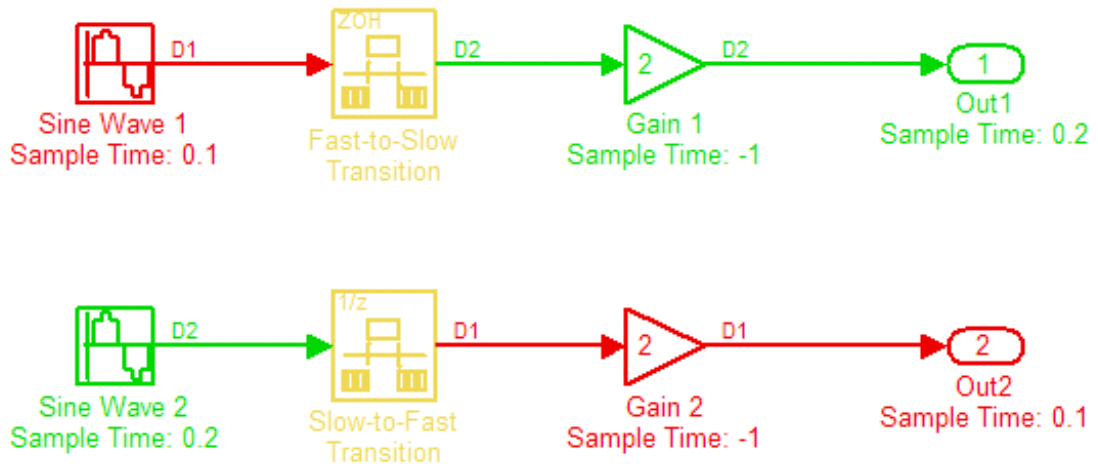 ZOH
D1
D2
2
D2
1
Sine Wave 1
Sample Time: 0.1
Fast-to-Slow
Transition
Gain 1
Sample Time: -1
Out1
Sample Time: 0.2
1/z
D2
D1
2
D1
2
Sine Wave 2
Sample Time: 0.2
Slow-to-Fast
Transition
Gain 2
Sample Time: -1
Out2
Sample Time: 0.1